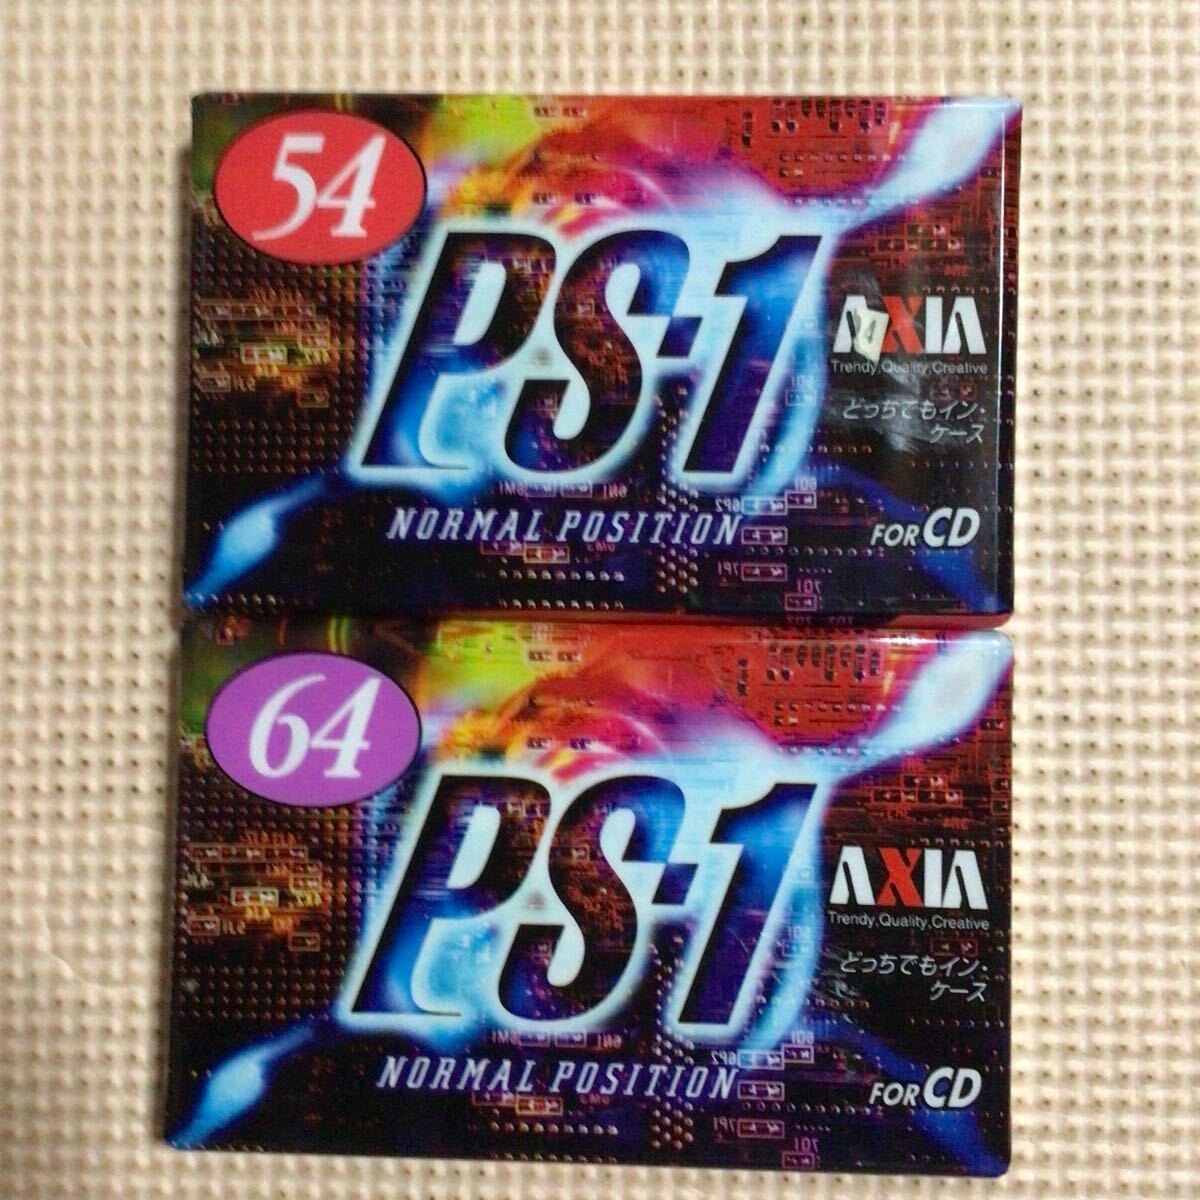 54
PS-1
AXIA
Trendy,Quality,Creative
どっちでもイン・
ケース
NORMAL POSITION
FOR CD
64
PS-1
AXIA
Trendy,Quality,Creative
どっちでもイン・
ケース
NORMAL POSITION
FOR CD